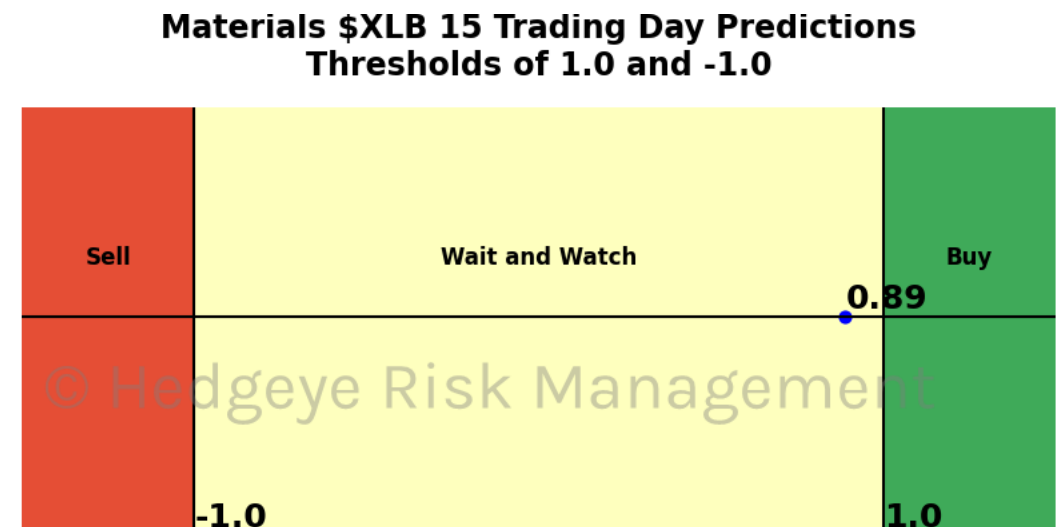 Materials $XLB 15 Trading Day Predictions
Thresholds of 1.0 and -1.0
Sell
Wait and Watch
Buy
0.89
© Hedgeye Risk Management
-1.0
1.0